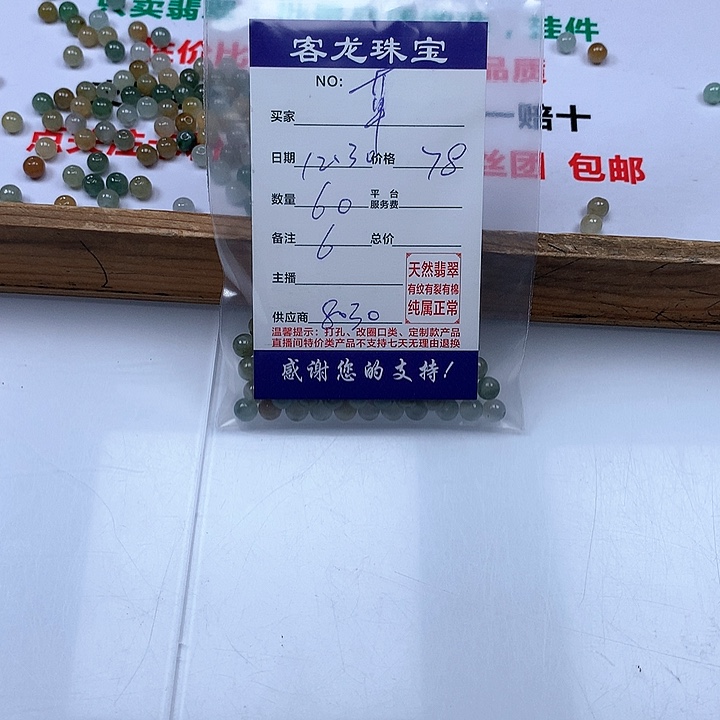 卖翡
挂件
价比
品质
一赔十
丝团 包邮
客龙珠宝
NO:
买家
日期 12.30 价格 78
数量 60 平台服务费
备注 6 总价
主播
天然翡翠
有纹有裂有棉
纯属正常
供应商 8030
温馨提示：打孔、改圈口类、定制款产品
直播间特价类产品不支持七天无理由退换
感谢您的支持!